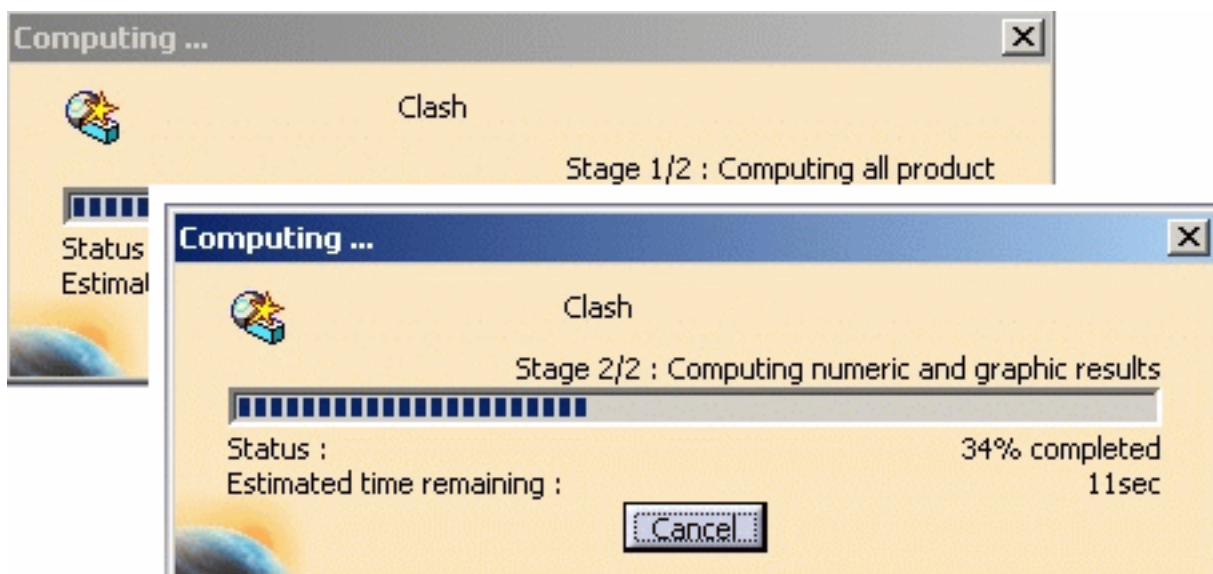 Computing ...
Clash
Stage 1/2 : Computing all product
Status
Computing ...
Clash
Stage 2/2 : Computing numeric and graphic results
Status : 34% completed
Estimated time remaining : 11sec
Cancel